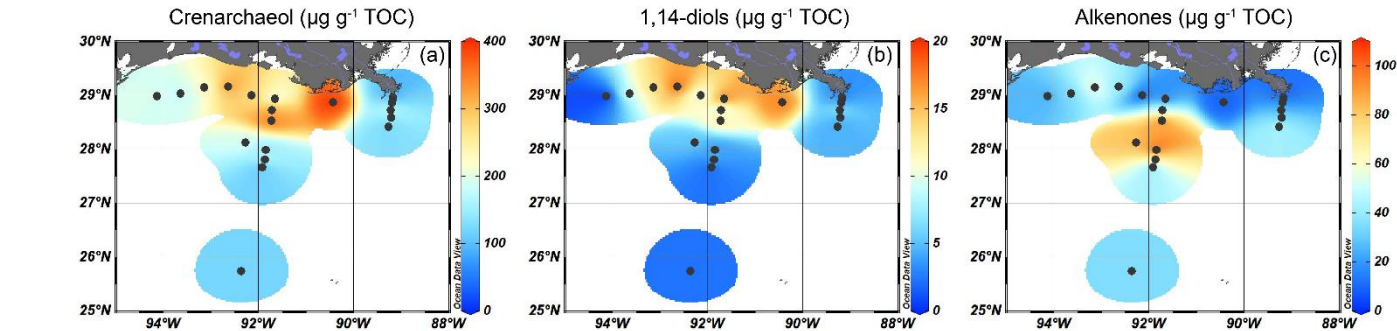 Crenarchaeol (µg g⁻¹ TOC)
30°N
29°N
28°N
27°N
26°N
25°N
94°W
92°W
90°W
88°W
(a)
400
300
200
100
0
Ocean Data View
1,14-diols (µg g⁻¹ TOC)
30°N
29°N
28°N
27°N
26°N
25°N
94°W
92°W
90°W
88°W
(b)
20
15
10
5
0
Ocean Data View
Alkenones (µg g⁻¹ TOC)
30°N
29°N
28°N
27°N
26°N
25°N
94°W
92°W
90°W
88°W
(c)
100
80
60
40
20
0
Ocean Data View